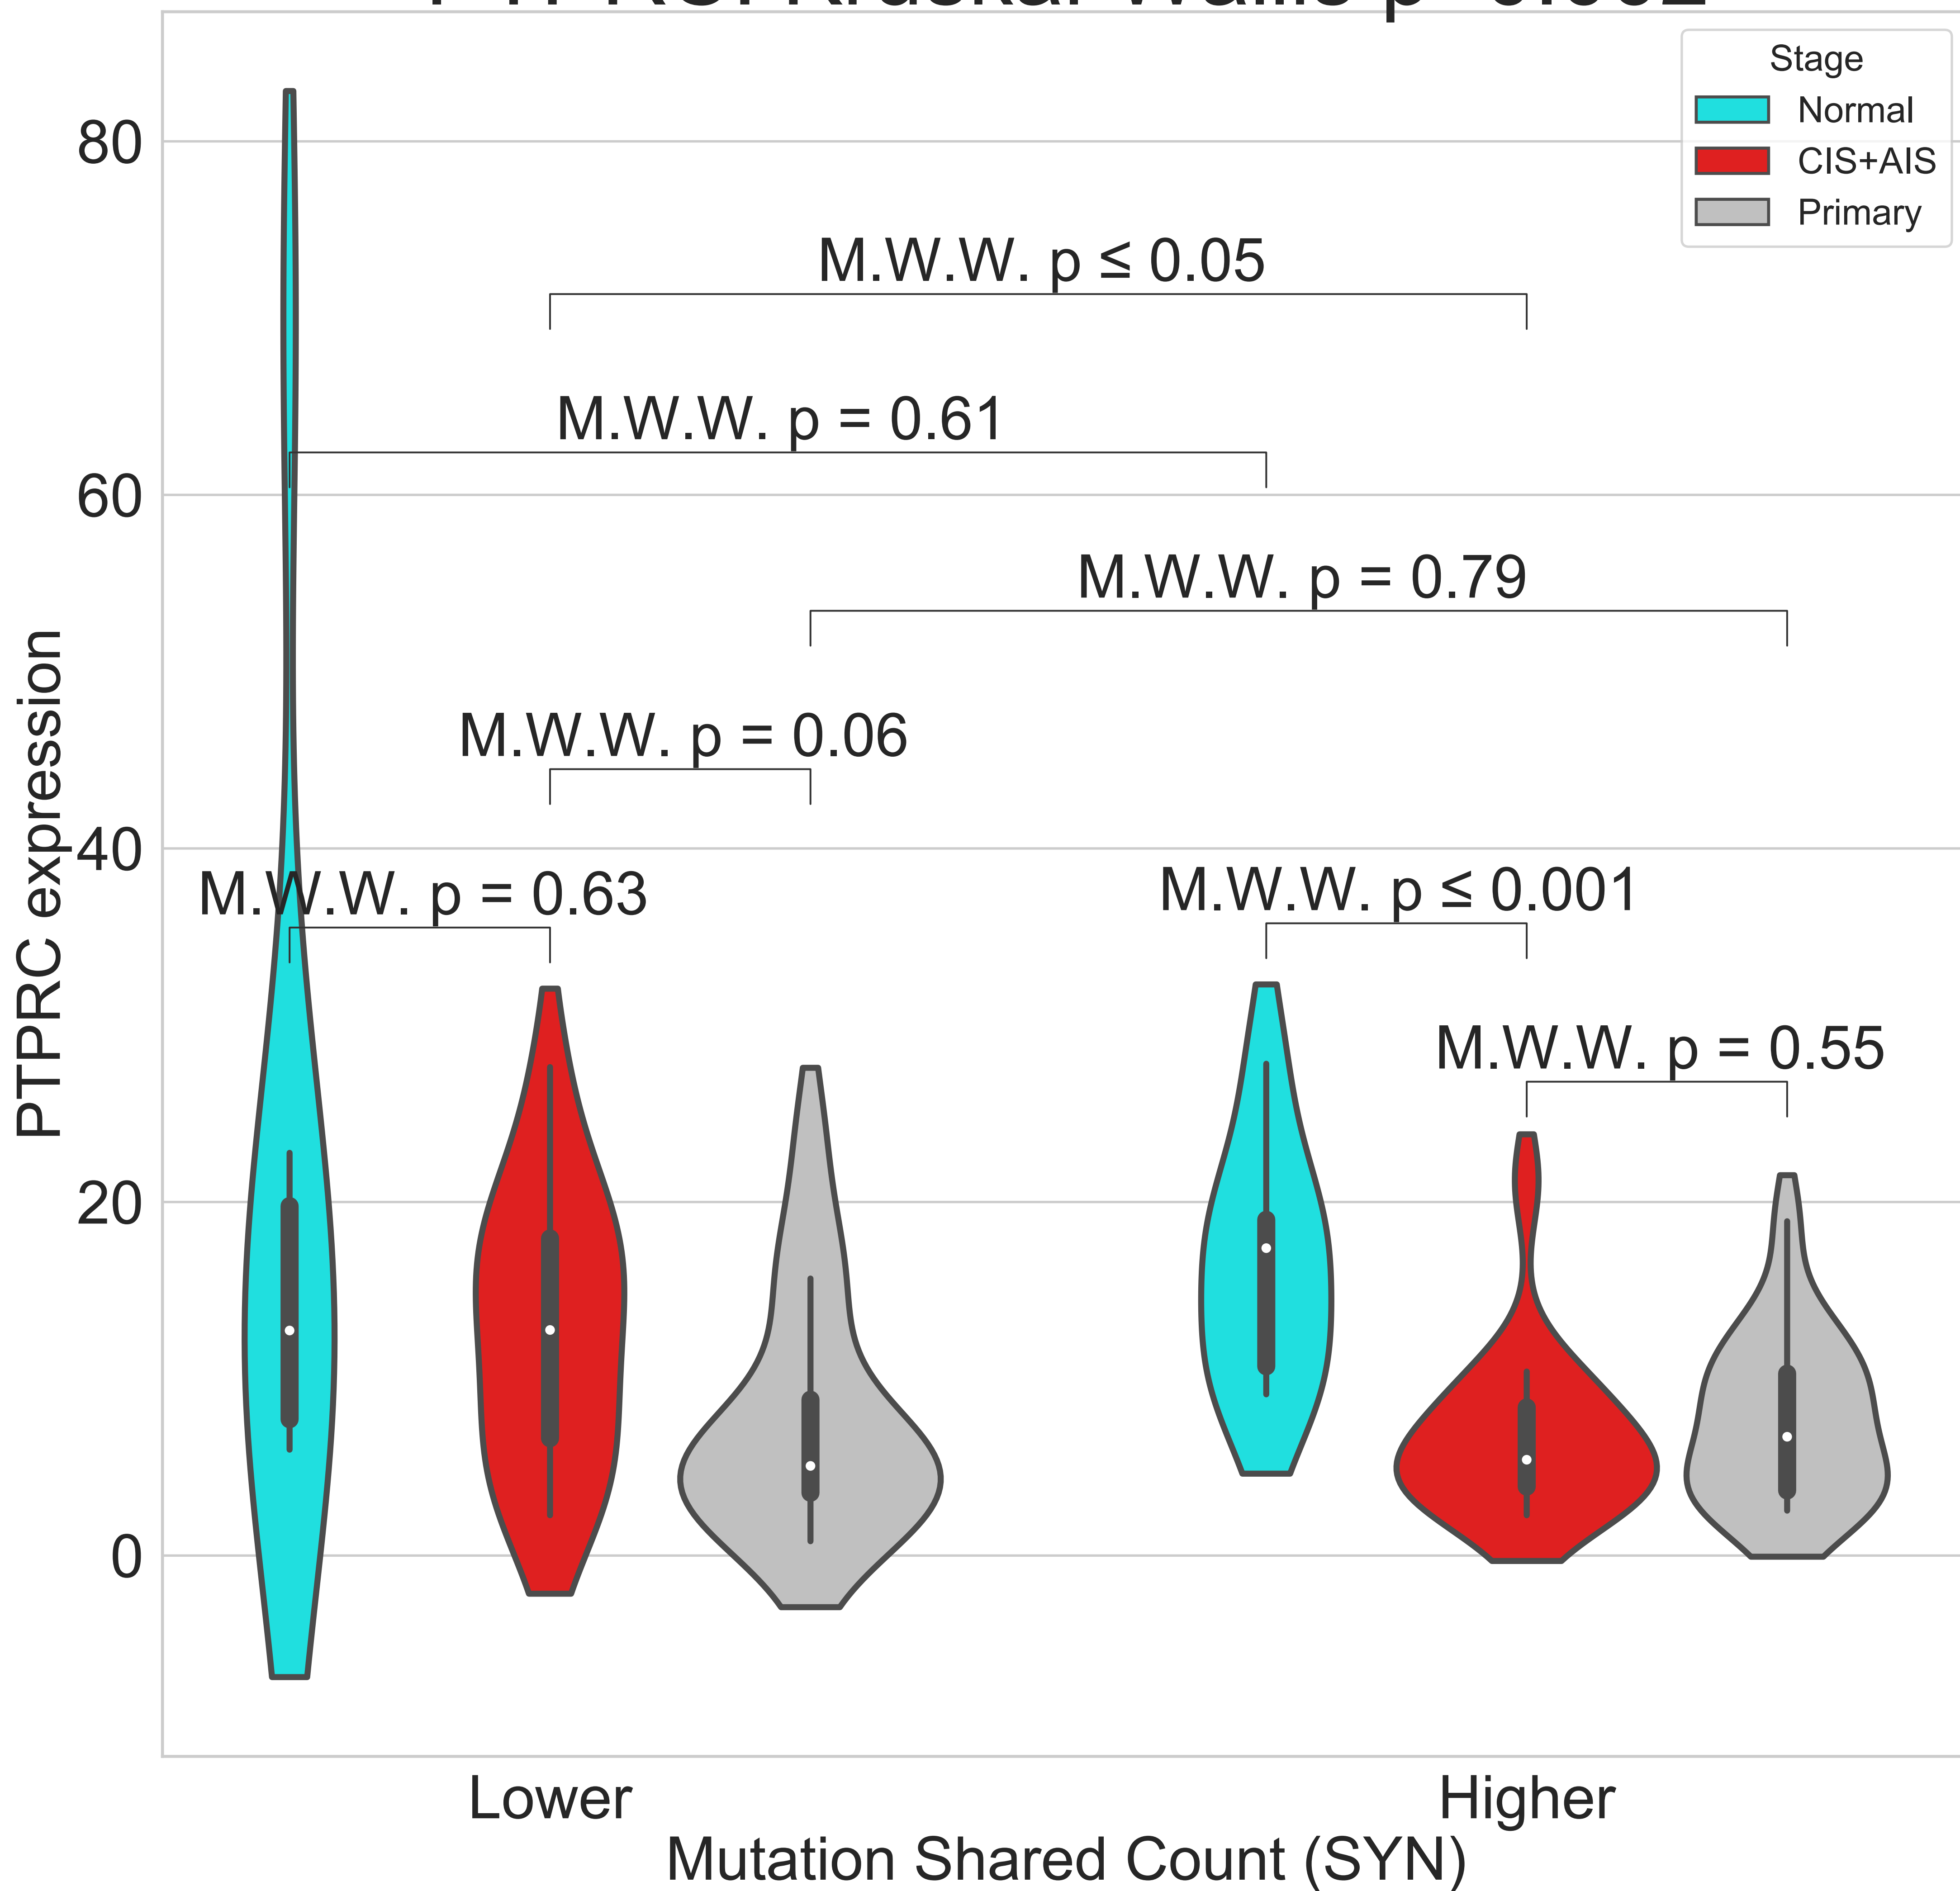 Stage
Normal
CIS+AIS
Primary
80
60
40
20
0
PTPRC expression
M.W.W. p ≤ 0.05
M.W.W. p = 0.61
M.W.W. p = 0.79
M.W.W. p = 0.06
M.W.W. p = 0.63
M.W.W. p ≤ 0.001
M.W.W. p = 0.55
Lower
Higher
Mutation Shared Count (SYN)